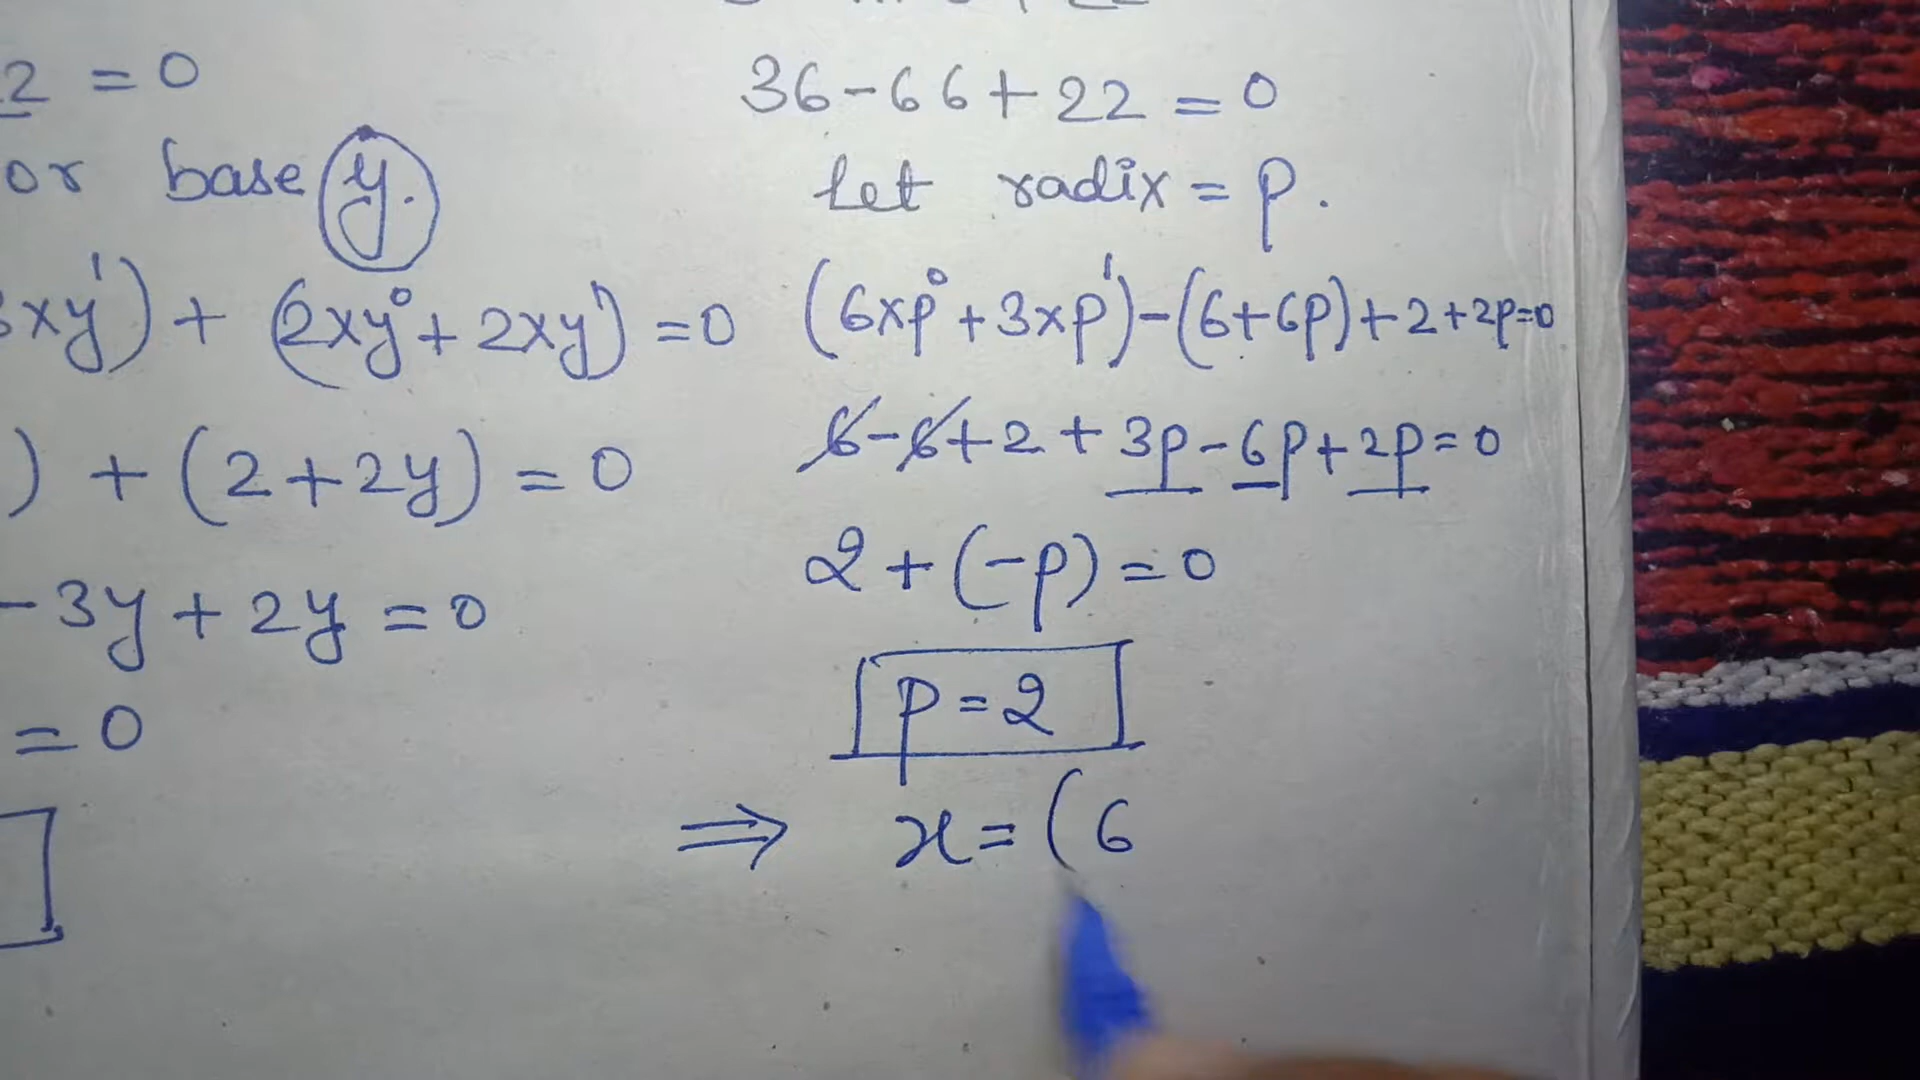 2 = 0
or base y.
xy¹) + (2xy⁰ + 2xy¹) = 0
) + (2+2y) = 0
-3y + 2y = 0
= 0
36-66+22 = 0
Let radix = p.
(6xp⁰ + 3xp¹) - (6+6p) + 2+2p=0
6-6+2 + 3p-6p+2p=0
2 + (-p) = 0
p = 2
⇒ x = (6